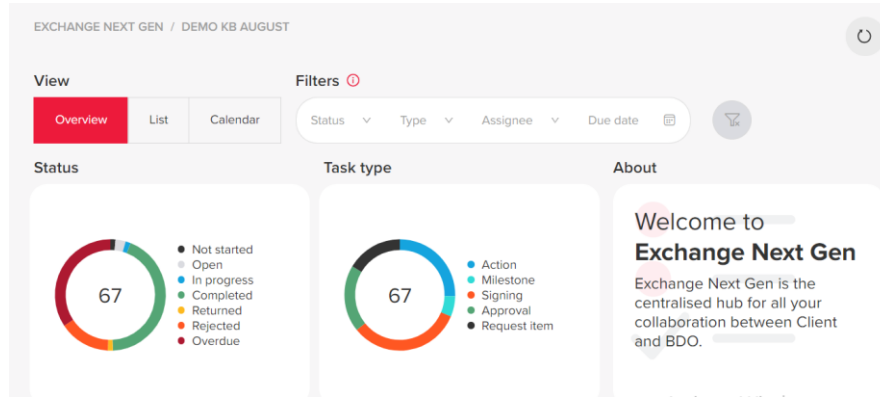 EXCHANGE NEXT GEN / DEMO KB AUGUST
View
Filters
Overview
List
Calendar
Status
Type
Assignee
Due date
Status
Task type
About
67
Not started
Open
In progress
Completed
Returned
Rejected
Overdue
67
Action
Milestone
Signing
Approval
Request item
Welcome to
Exchange Next Gen
Exchange Next Gen is the
centralised hub for all your
collaboration between Client
and BDO.